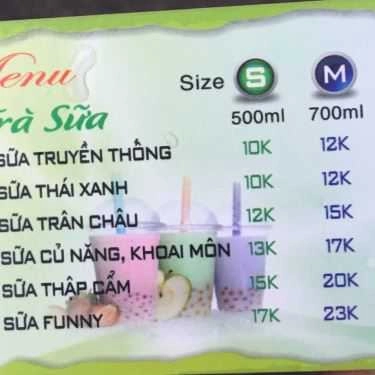 Menu
Trà Sữa
Size S M
500ml 700ml
SỮA TRUYỀN THỐNG 10K 12K
SỮA THÁI XANH 10K 12K
SỮA TRÂN CHÂU 12K 15K
SỮA CỦ NĂNG, KHOAI MÔN 13K 17K
SỮA THẬP CẨM 15K 20K
SỮA FUNNY 17K 23K